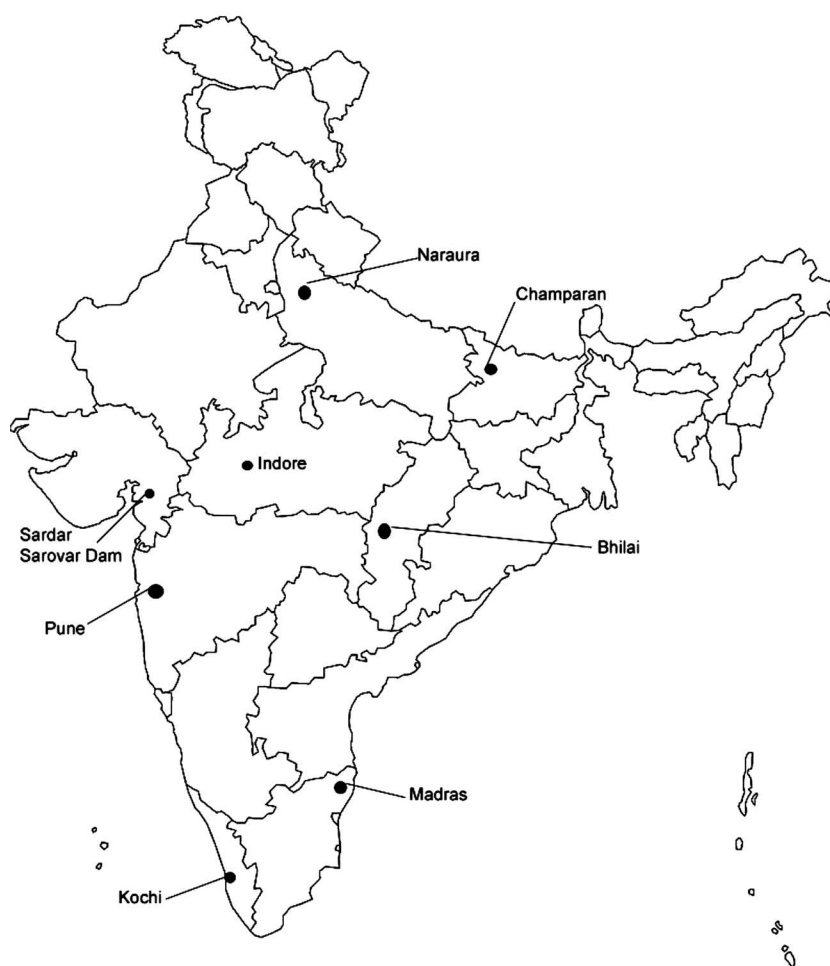 Naraura
Champaran
Indore
Sardar
Sarovar Dam
Bhilai
Pune
Madras
Kochi